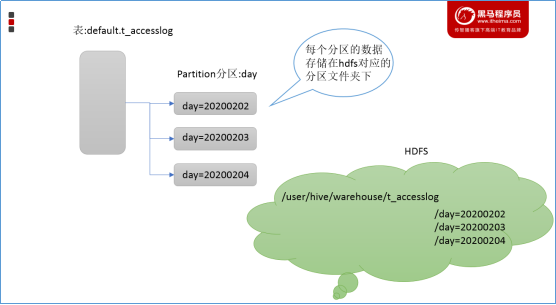 黑马程序员
www.itheima.com
传智播客旗下高端IT教育品牌
表:default.t_accesslog
每个分区的数据
存储在hdfs对应的
分区文件夹下
Partition分区:day
day=20200202
day=20200203
day=20200204
HDFS
/user/hive/warehouse/t_accesslog
/day=20200202
/day=20200203
/day=20200204